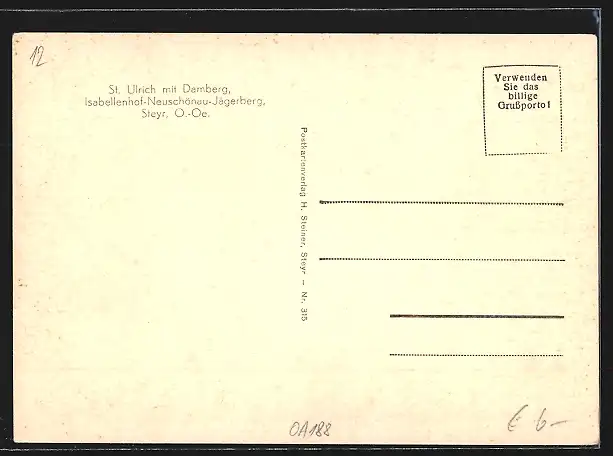 12
St. Ulrich mit Damberg,
Isabellenhof-Neuschönau-Jägerberg,
Steyr, O.-Oe.
Verwenden
Sie das
billige
Grußporto!
Postkartenverlag H. Steiner, Steyr — Nr. 315
OA188
€ 6-